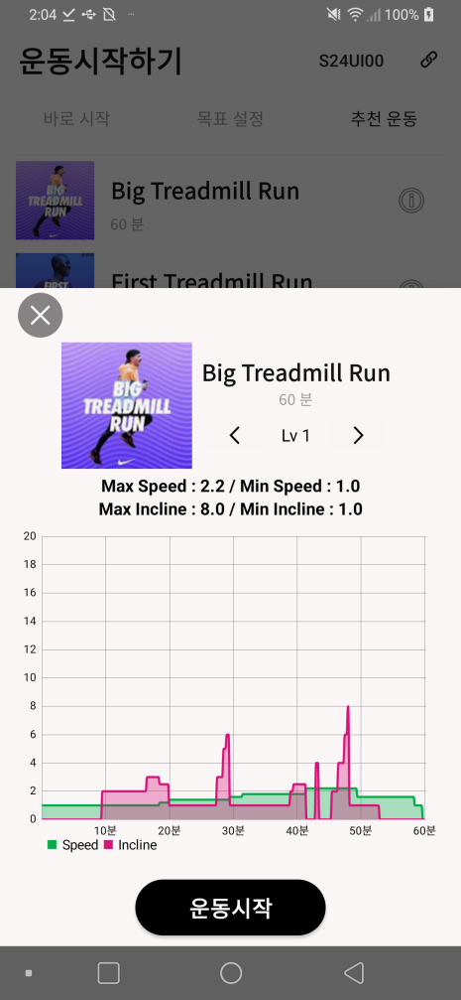 2:04 100%
운동시작하기 S24UI00
바로 시작 목표 설정 추천 운동
BIG TREADMILL RUN
Big Treadmill Run
60 분
FIRST
First Treadmill Run
BIG
TREADMILL
RUN
Big Treadmill Run
60 분
Lv 1
Max Speed : 2.2 / Min Speed : 1.0
Max Incline : 8.0 / Min Incline : 1.0
20
18
16
14
12
10
8
6
4
2
0
10분 20분 30분 40분 50분 60분
Speed Incline
운동시작